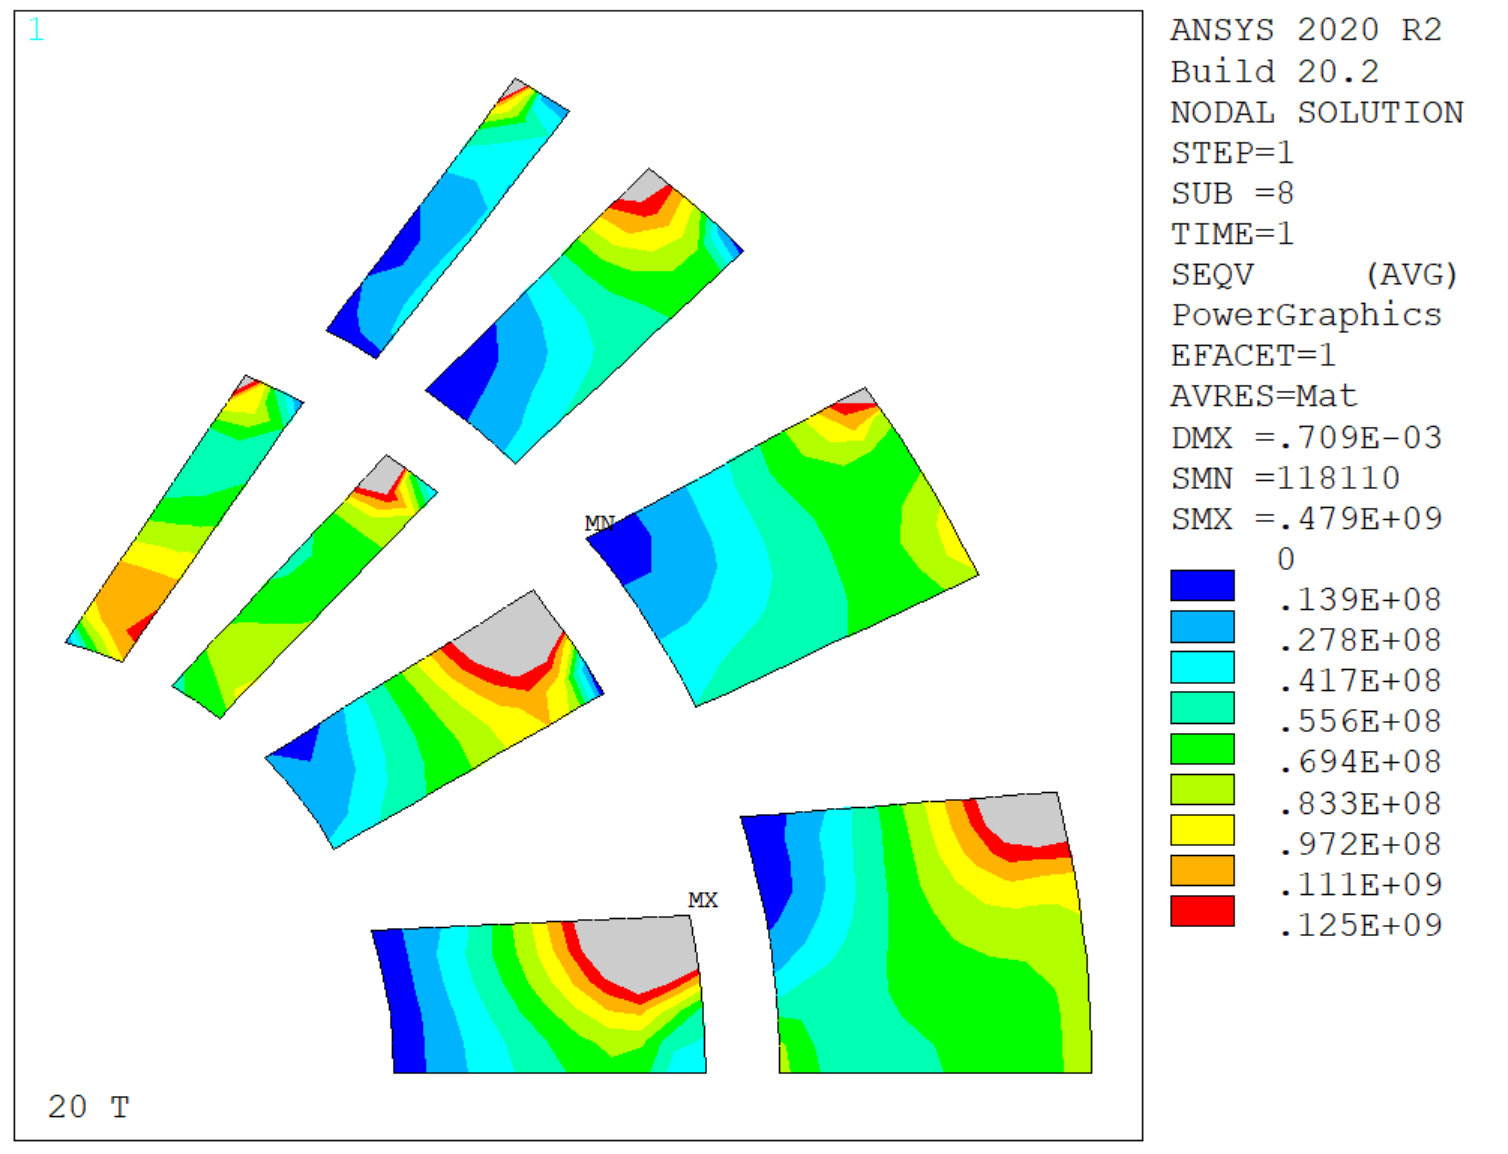 1
ANSYS 2020 R2
Build 20.2
NODAL SOLUTION
STEP=1
SUB =8
TIME=1
SEQV (AVG)
PowerGraphics
EFACET=1
AVRES=Mat
DMX =.709E-03
SMN =118110
SMX =.479E+09
0
.139E+08
.278E+08
.417E+08
.556E+08
.694E+08
.833E+08
.972E+08
.111E+09
.125E+09
MN
MX
20 T